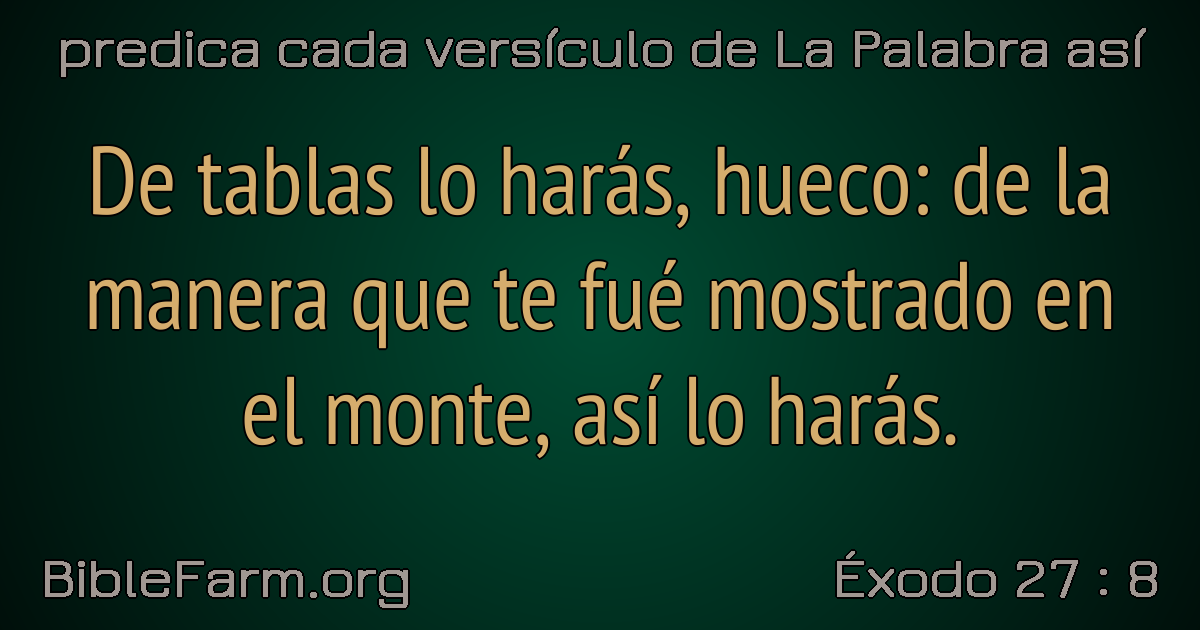 predica cada versículo de La Palabra así
De tablas lo harás, hueco: de la
manera que te fué mostrado en
el monte, así lo harás.
BibleFarm.org
Éxodo 27 : 8